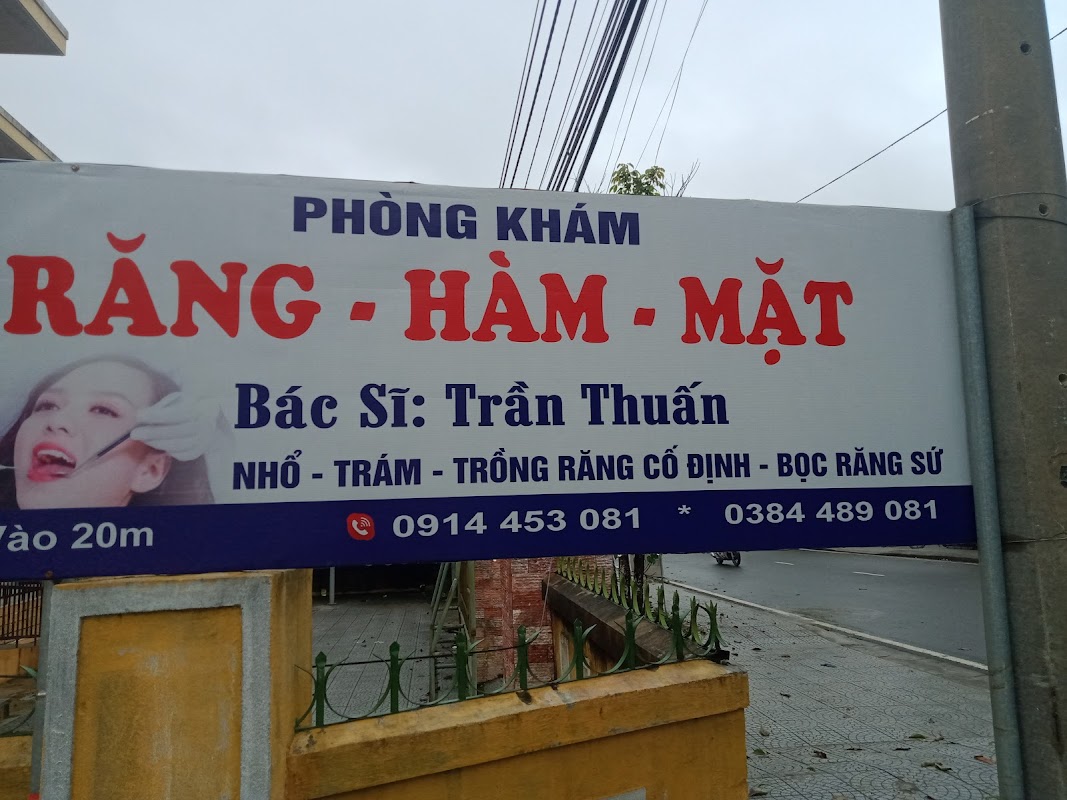 PHÒNG KHÁM
RĂNG - HÀM - MẶT
Bác Sĩ: Trần Thuấn
NHỔ - TRÁM - TRỒNG RĂNG CỐ ĐỊNH - BỌC RĂNG SỨ
Vào 20m 0914 453 081 * 0384 489 081